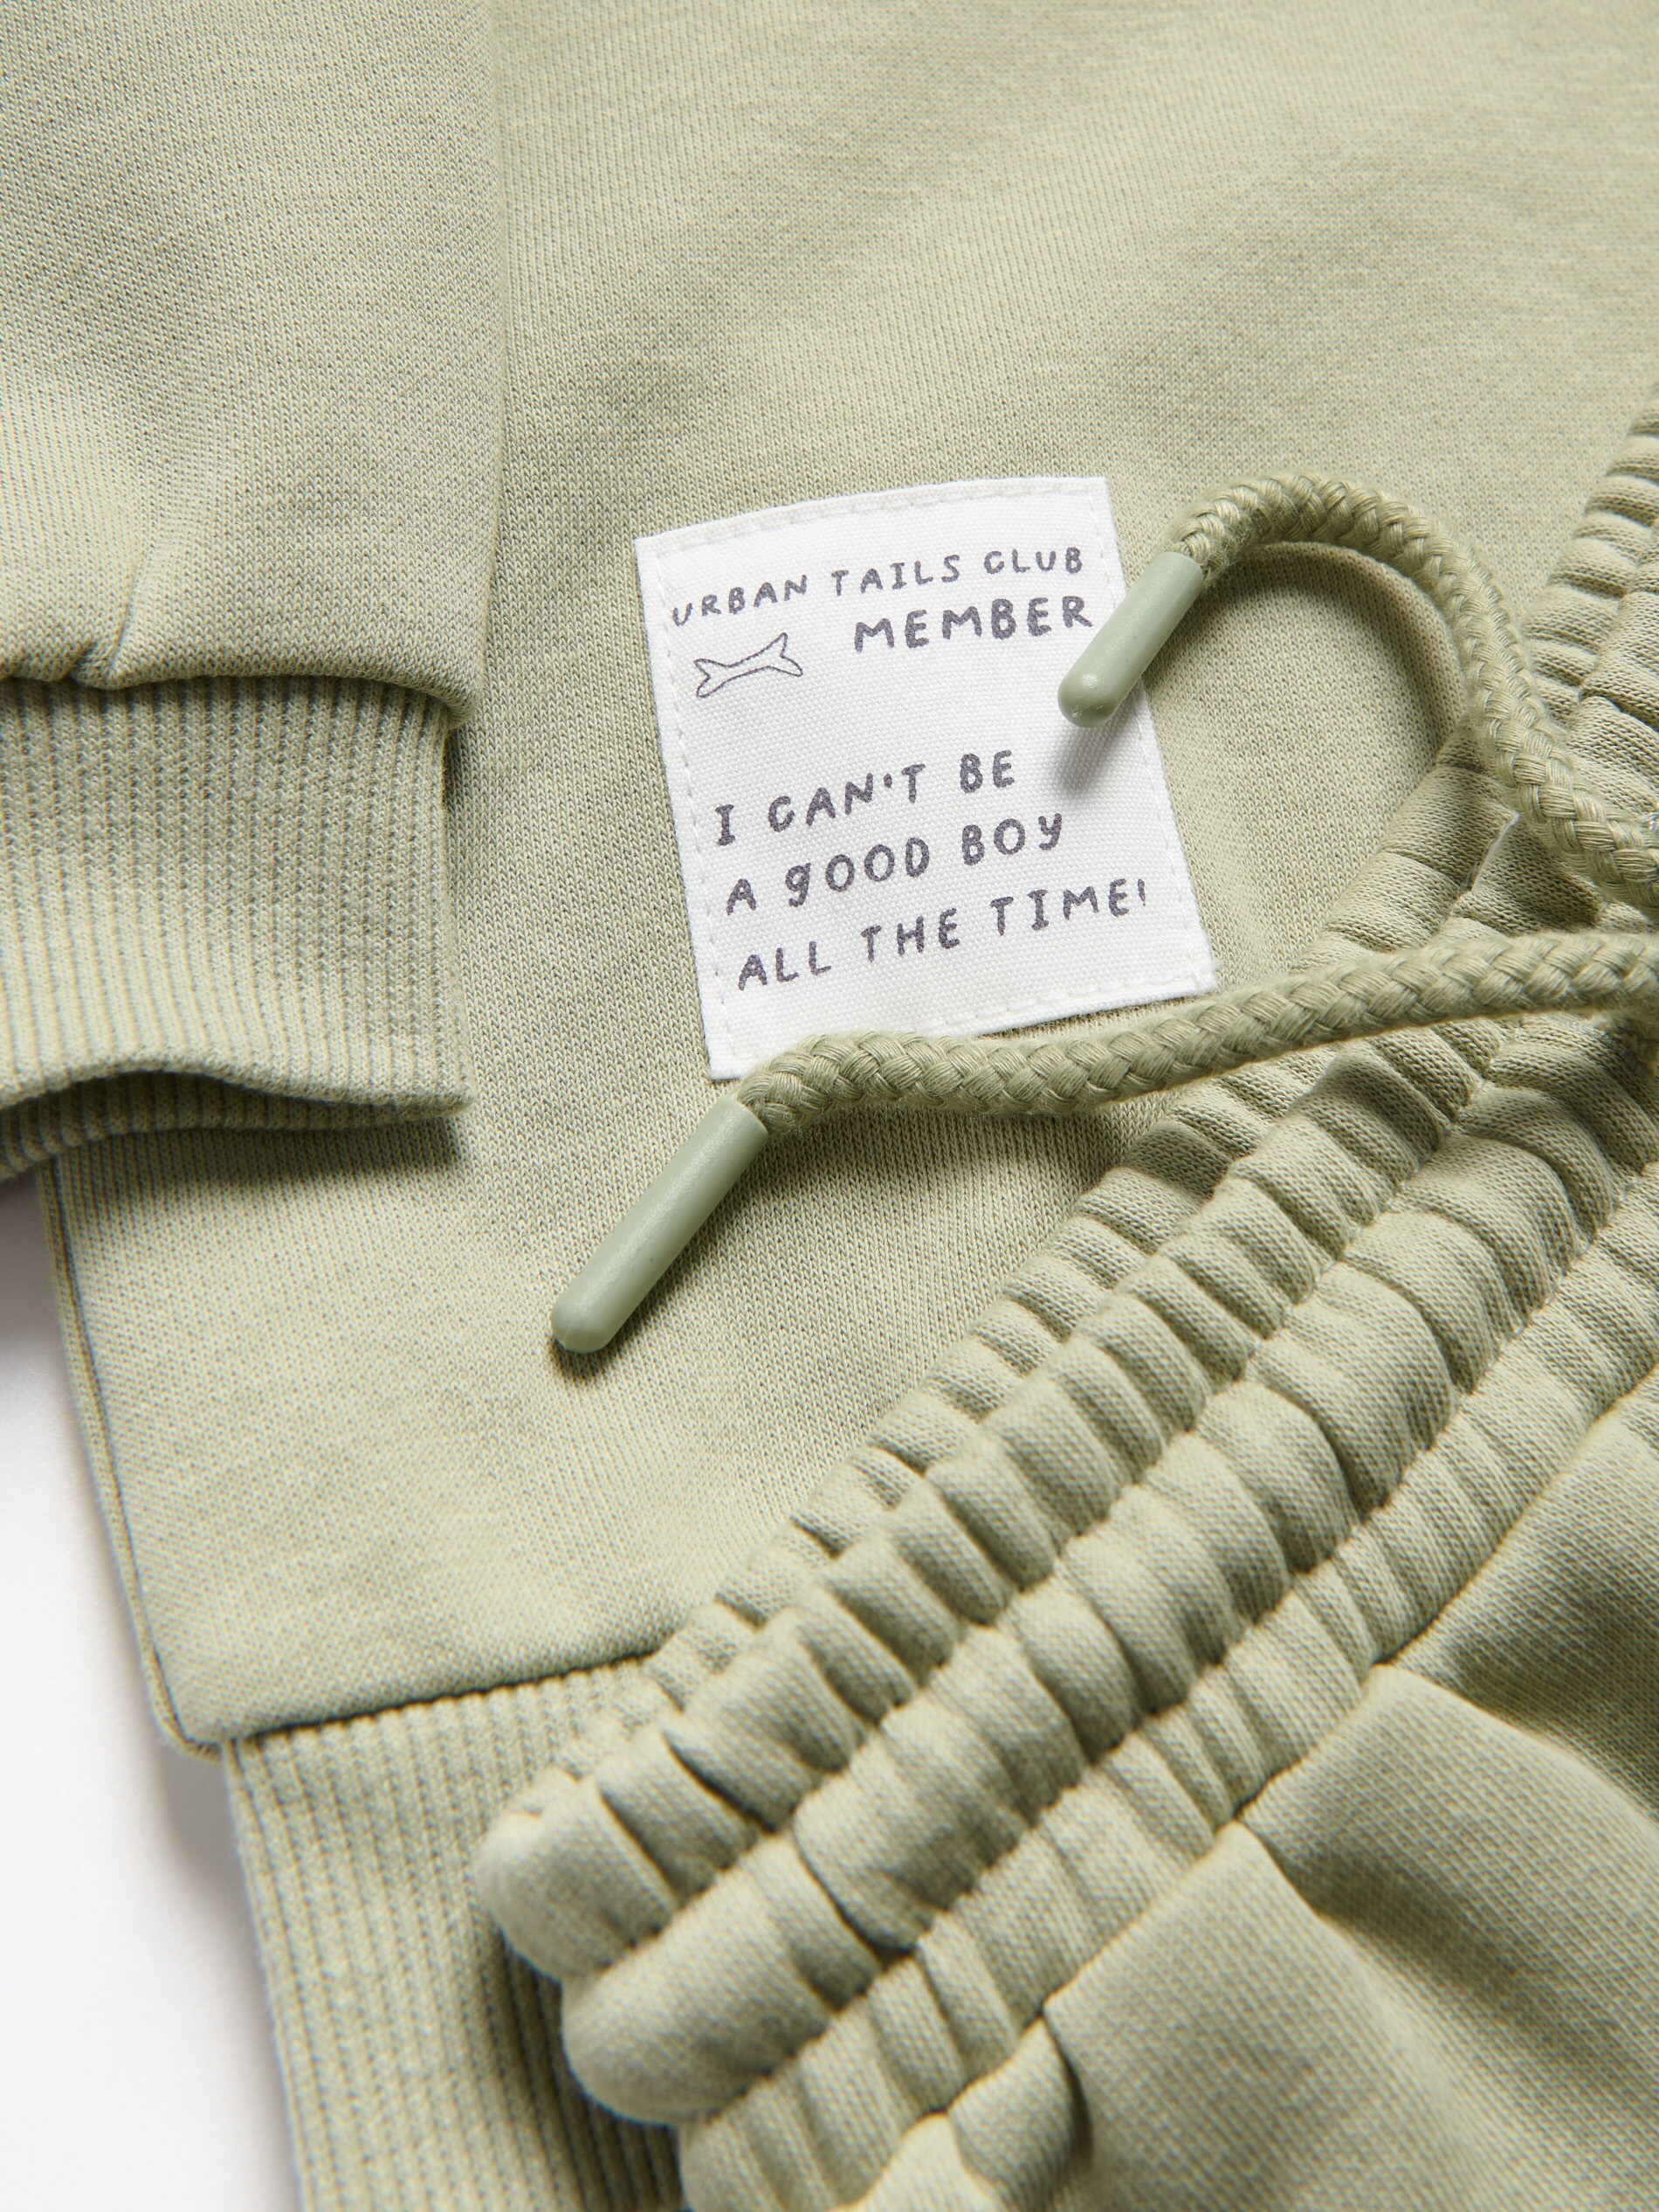 URBAN TAILS CLUB
MEMBER
I CAN'T BE
A gOOD BOy
ALL THE TIME!